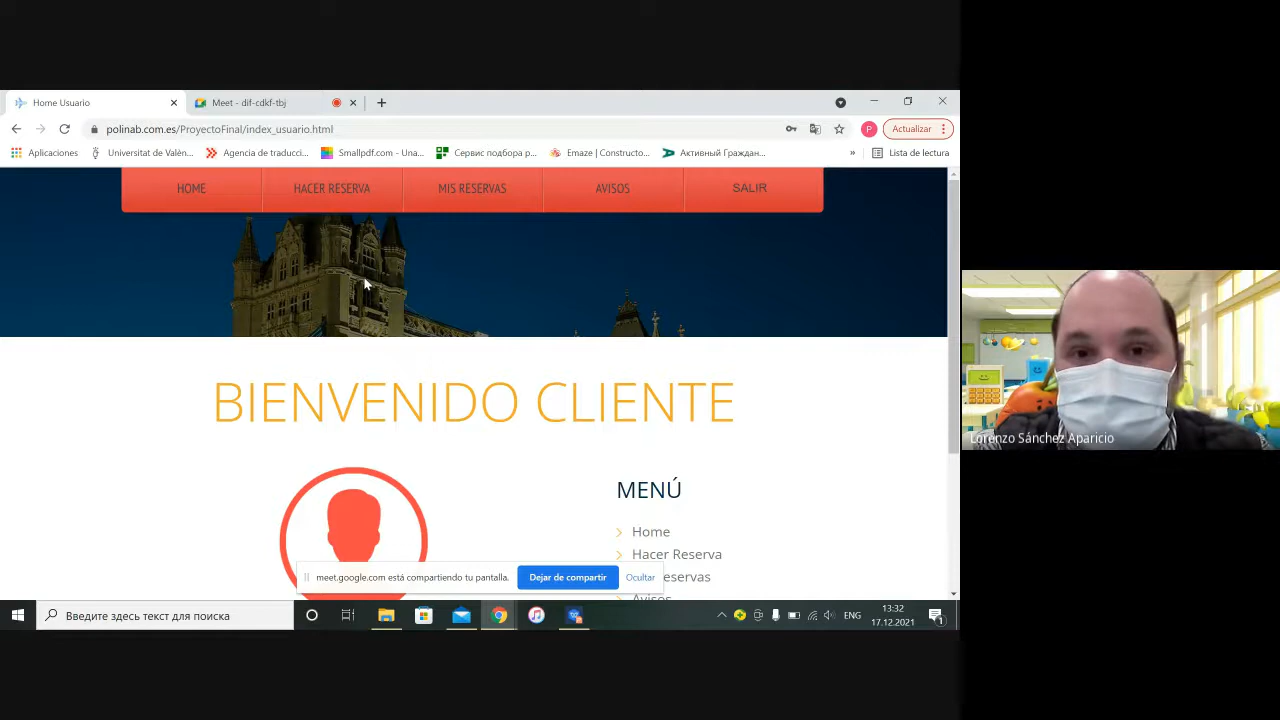 Home Usuario
Meet - dif-cdkf-tbj
polinab.com.es/ProyectoFinal/index_usuario.html
P
Actualizar
Aplicaciones
Universitat de Valèn...
Agencia de traducci...
Smallpdf.com - Una...
Сервис подбора р...
Emaze | Constructo...
Активный Граждан...
»
Lista de lectura
HOME
HACER RESERVA
MIS RESERVAS
AVISOS
SALIR
BIENVENIDO CLIENTE
MENÚ
Home
Hacer Reserva
eservas
Avisos
meet.google.com está compartiendo tu pantalla.
Dejar de compartir
Ocultar
Введите здесь текст для поиска
ENG
13:32
17.12.2021
1
Lorenzo Sánchez Aparicio